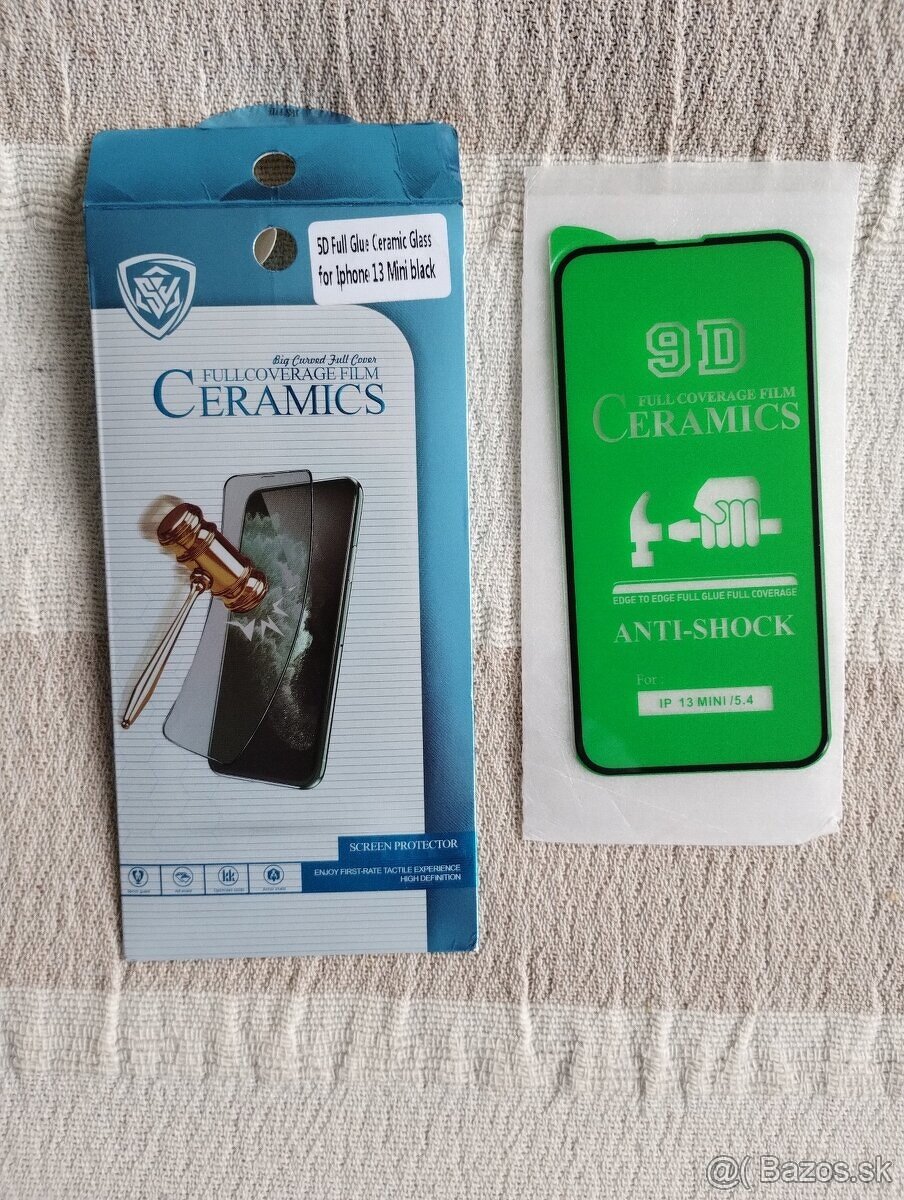 5D Full Glue Ceramic Glass
for Iphone 13 Mini black
Big Curved Full Cover
FULLCOVERAGE FILM
CERAMICS
SCREEN PROTECTOR
ENJOY FIRST-RATE TACTILE EXPERIENCE
HIGH DEFINITION
9D
FULL COVERAGE FILM
CERAMICS
EDGE TO EDGE FULL GLUE FULL COVERAGE
ANTI-SHOCK
For :
IP 13 MINI /5.4
@( Bazos.sk